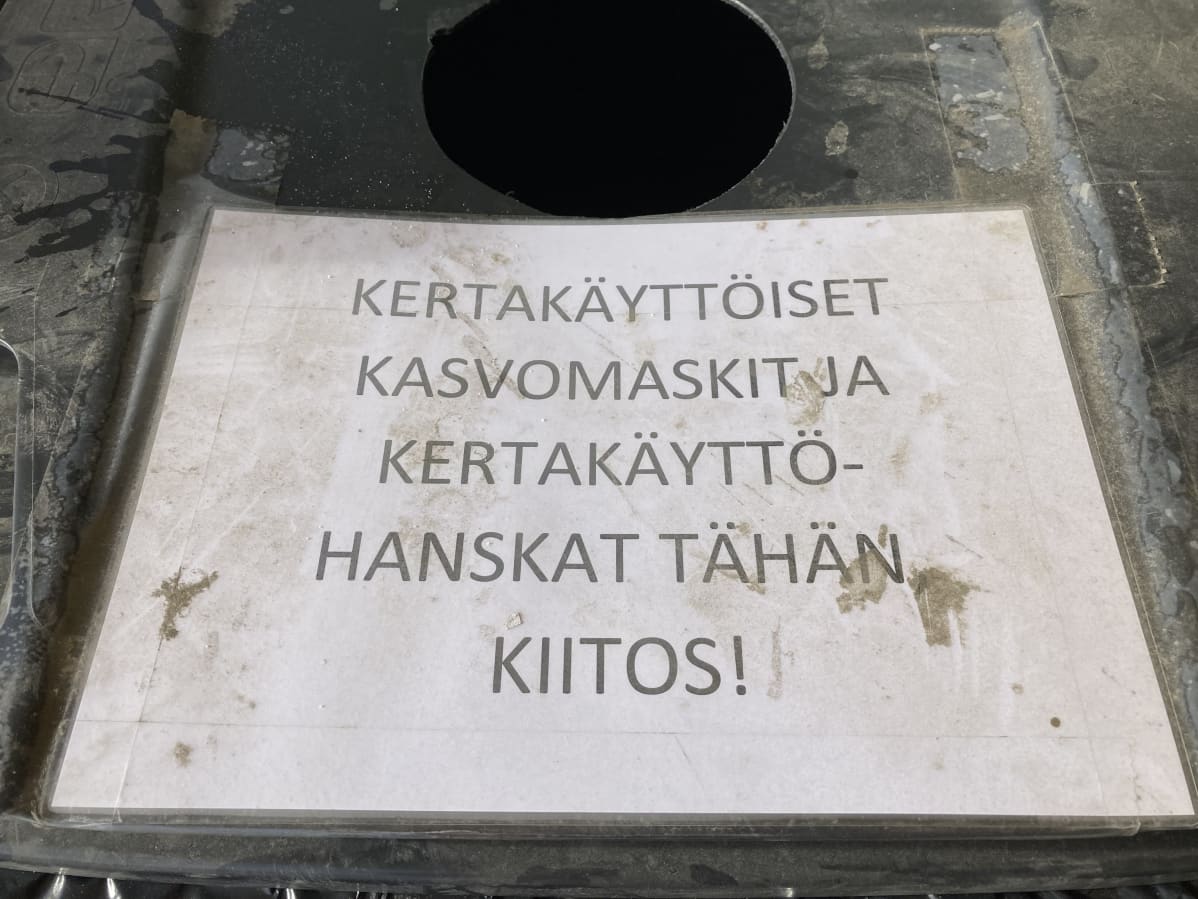 KERTAKÄYTTÖISET
KASVOMASKIT JA
KERTAKÄYTTÖ-
HANSKAT TÄHÄN
KIITOS!